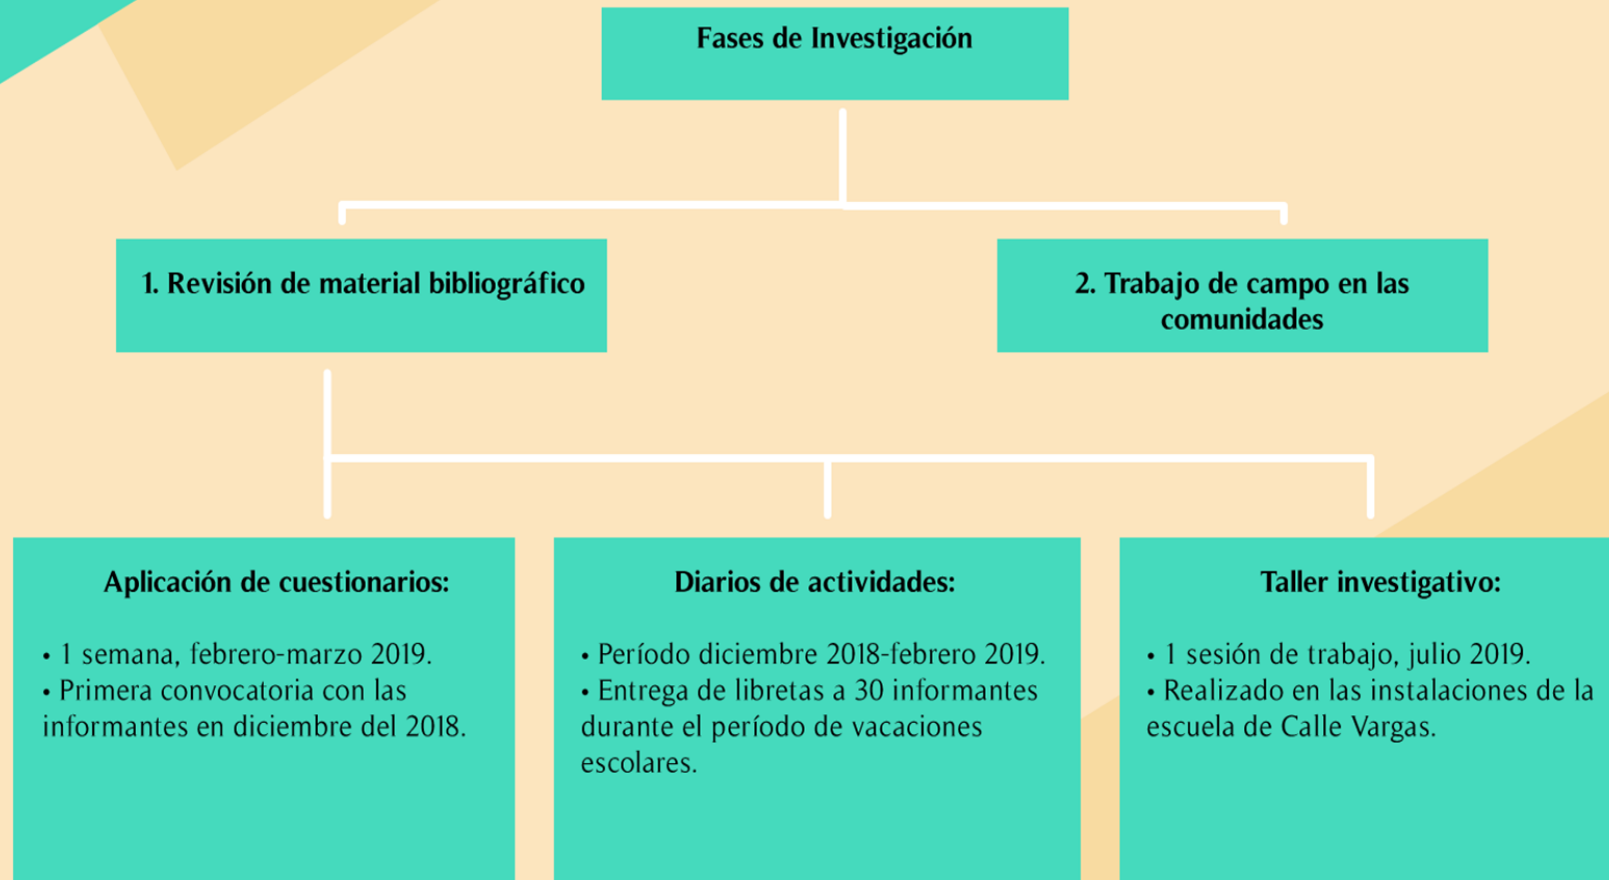 Fases de Investigación
1. Revisión de material bibliográfico
2. Trabajo de campo en las
comunidades
Aplicación de cuestionarios:
• 1 semana, febrero-marzo 2019.
• Primera convocatoria con las
informantes en diciembre del 2018.
Diarios de actividades:
• Período diciembre 2018-febrero 2019.
• Entrega de libretas a 30 informantes
durante el período de vacaciones
escolares.
Taller investigativo:
• 1 sesión de trabajo, julio 2019.
• Realizado en las instalaciones de la
escuela de Calle Vargas.